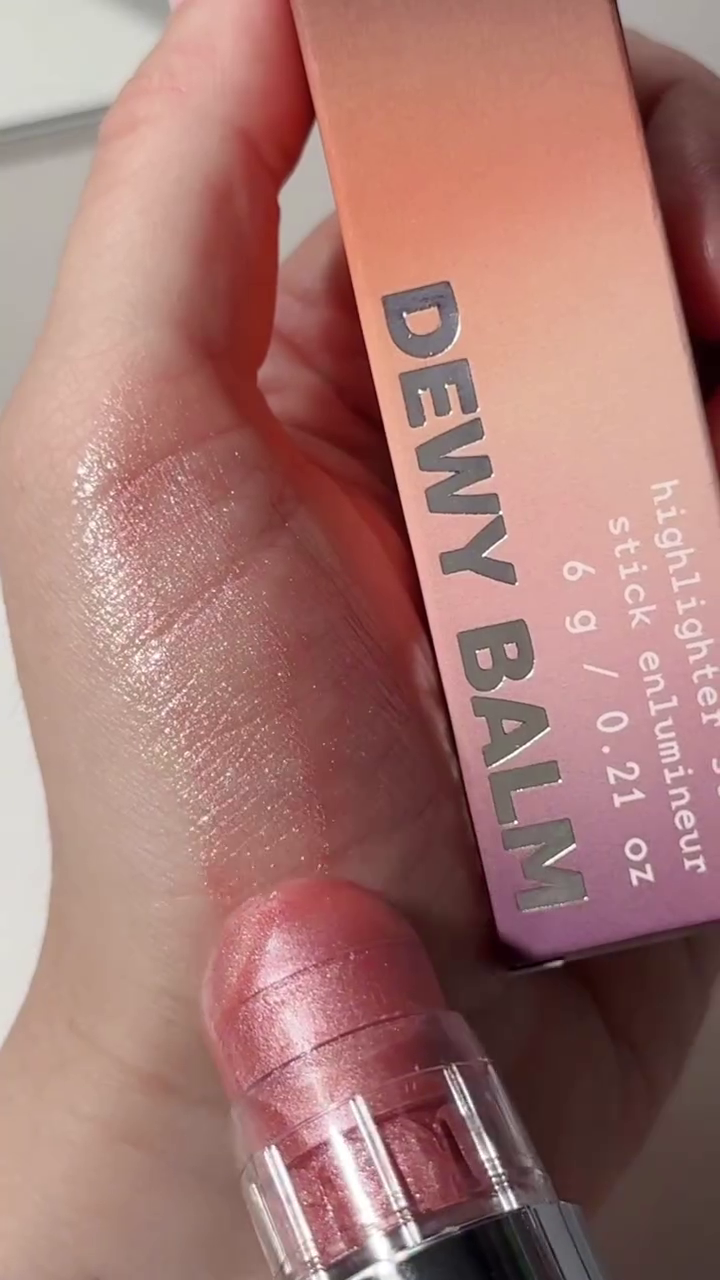 DEWY BALM
highlighter
stick enlumineur
6 g / 0.21 oz